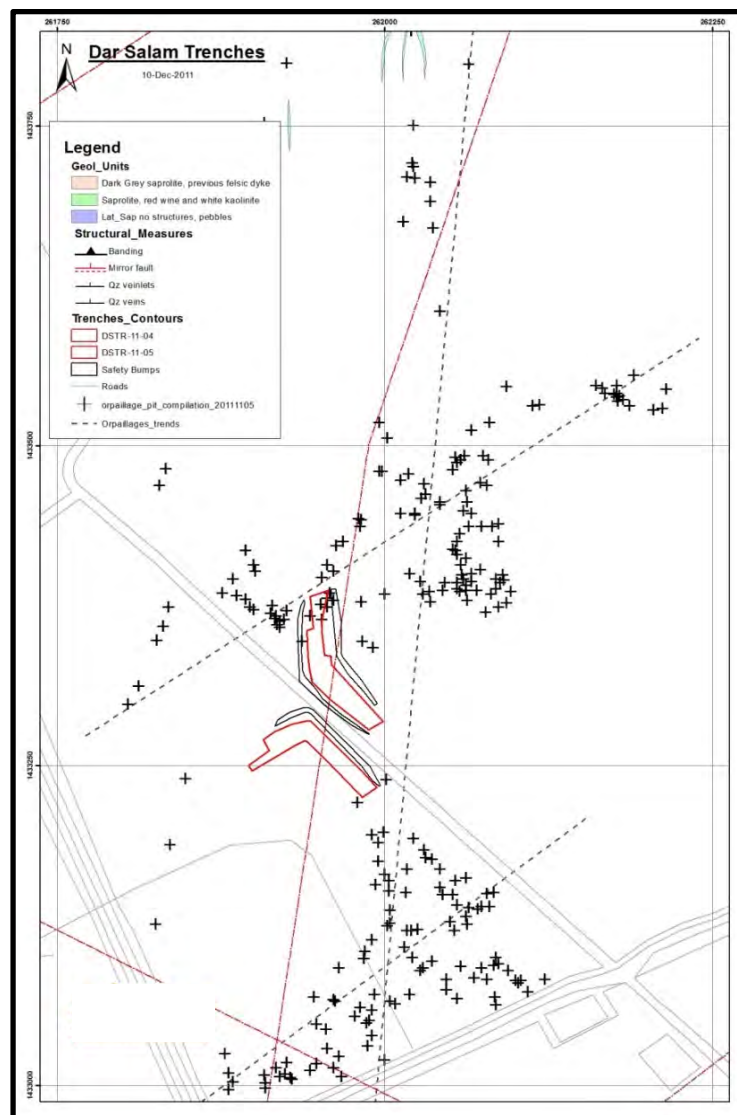 261750 262000 262250
N
Dar Salam Trenches
10-Dec-2011
1433750
Legend
Geol_Units
Dark Grey saprolite, previous felsic dyke
Saprolite, red wine and white kaolinite
Lat_Sap no structures, pebbles
Structural_Measures
Banding
Mirror fault
Qz veinlets
Qz veins
Trenches_Contours
DSTR-11-04
DSTR-11-05
Safety Bumps
Roads
orpaillage_pit_compilation_20111105
Orpaillages_trends
1433500
1433250
1433000